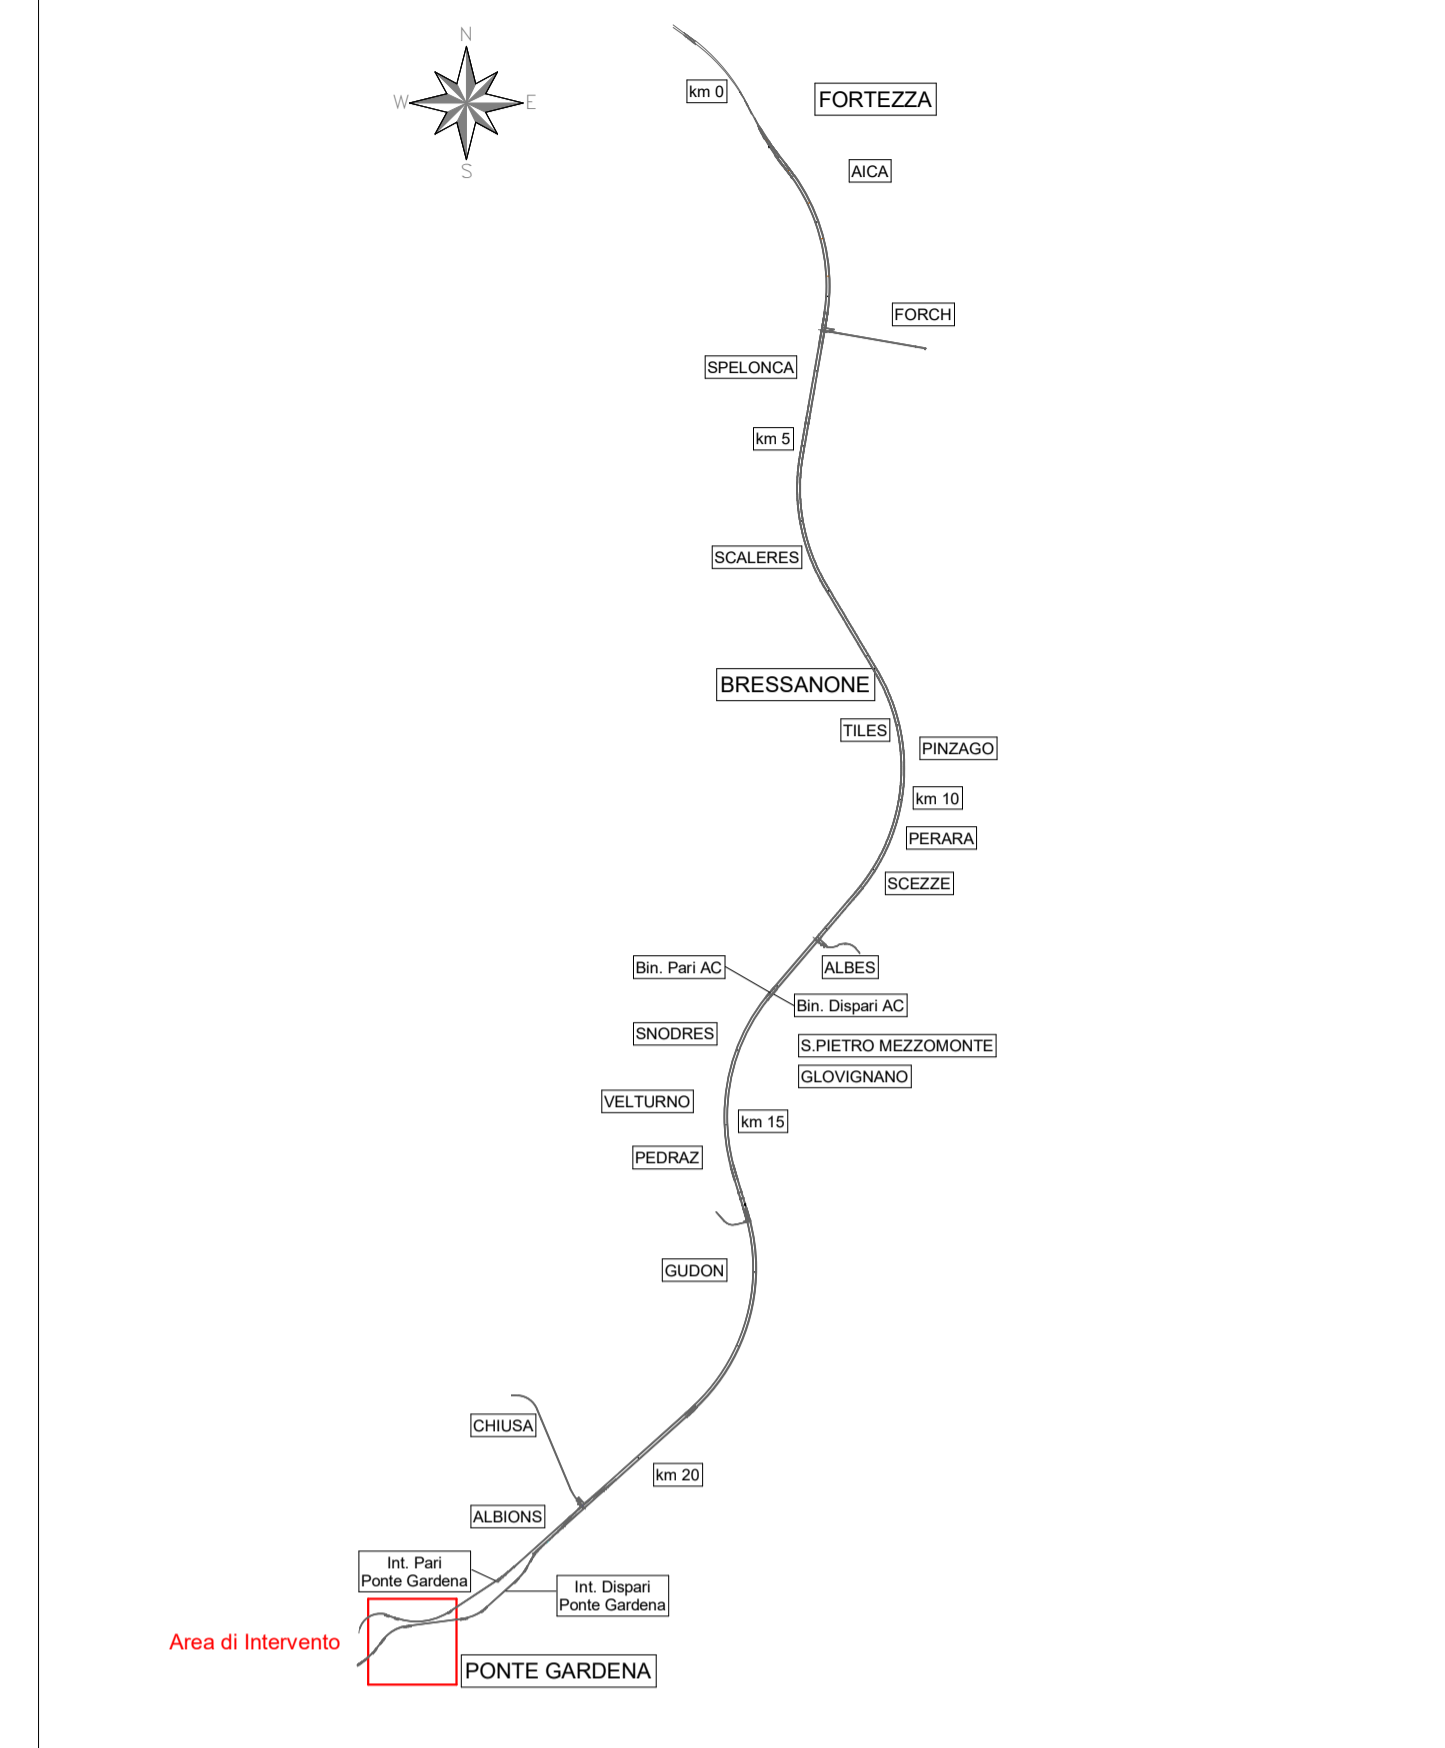 N
W
E
S
km 0
FORTEZZA
AICA
FORCH
SPELONCA
km 5
SCALERES
BRESSANONE
TILES
PINZAGO
km 10
PERARA
SCEZZE
Bin. Pari AC
ALBES
Bin. Dispari AC
SNODRES
S.PIETRO MEZZOMONTE
GLOVIGNANO
VELTURNO
km 15
PEDRAZ
GUDON
CHIUSA
km 20
ALBIONS
Int. Pari
Ponte Gardena
Int. Dispari
Ponte Gardena
Area di Intervento
PONTE GARDENA